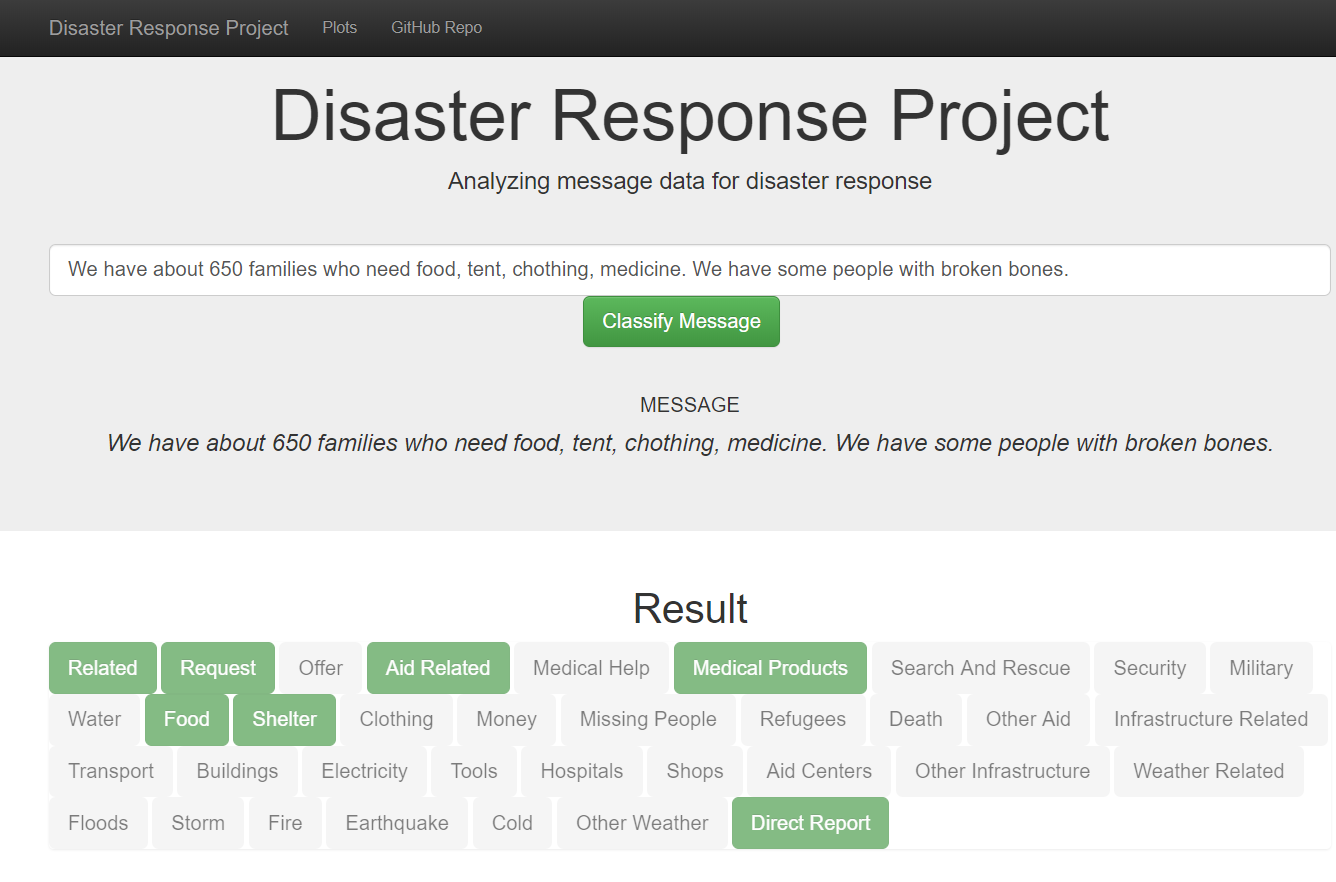 Disaster Response Project Plots GitHub Repo
Disaster Response Project
Analyzing message data for disaster response
We have about 650 families who need food, tent, chothing, medicine. We have some people with broken bones.
Classify Message
MESSAGE
We have about 650 families who need food, tent, chothing, medicine. We have some people with broken bones.
Result
Related Request Offer Aid Related Medical Help Medical Products Search And Rescue Security Military
Water Food Shelter Clothing Money Missing People Refugees Death Other Aid Infrastructure Related
Transport Buildings Electricity Tools Hospitals Shops Aid Centers Other Infrastructure Weather Related
Floods Storm Fire Earthquake Cold Other Weather Direct Report